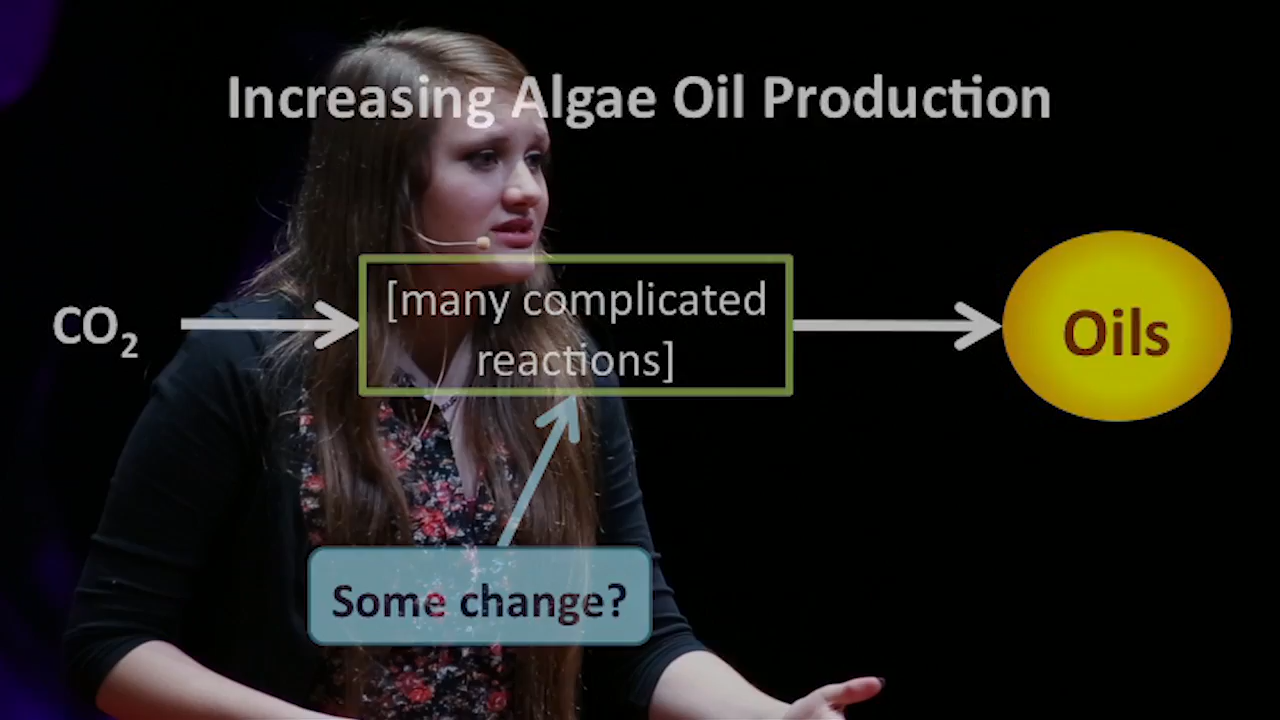 Increasing Algae Oil Production
CO₂
[many complicated
reactions]
Oils
Some change?